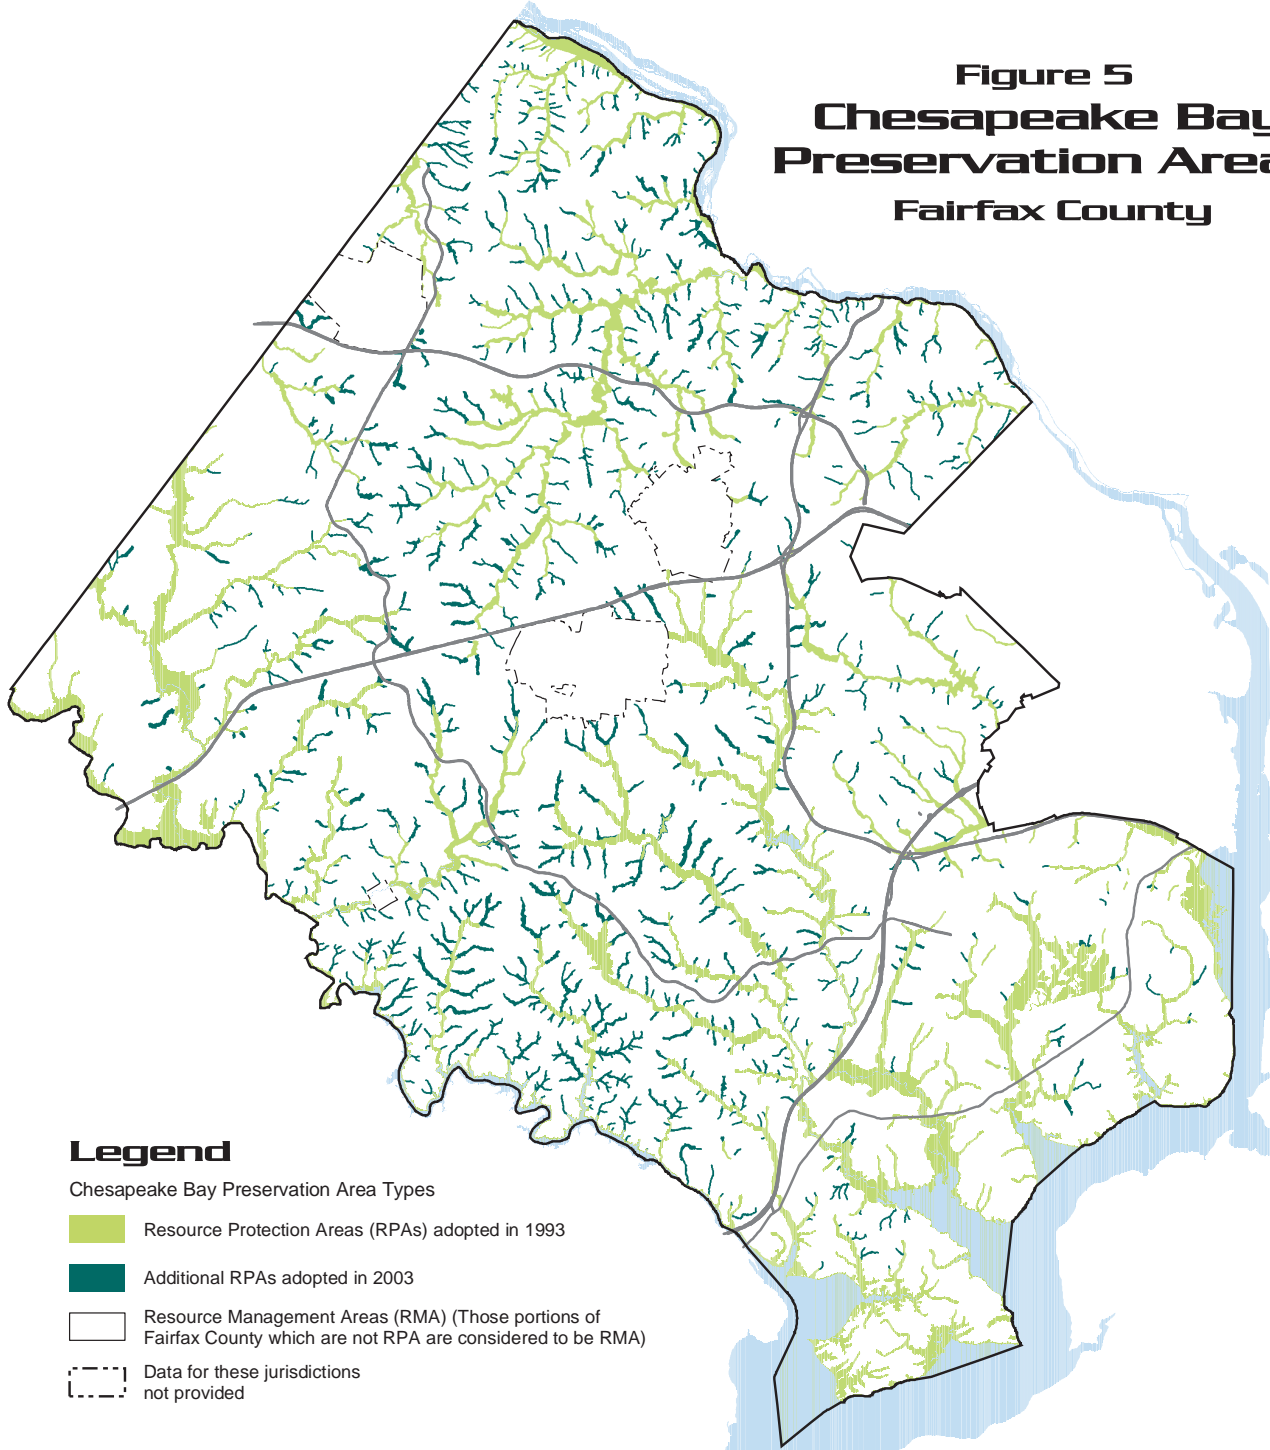 Figure 5
Chesapeake Bay
Preservation Area
Fairfax County
Legend
Chesapeake Bay Preservation Area Types
Resource Protection Areas (RPAs) adopted in 1993
Additional RPAs adopted in 2003
Resource Management Areas (RMA) (Those portions of
Fairfax County which are not RPA are considered to be RMA)
Data for these jurisdictions
not provided